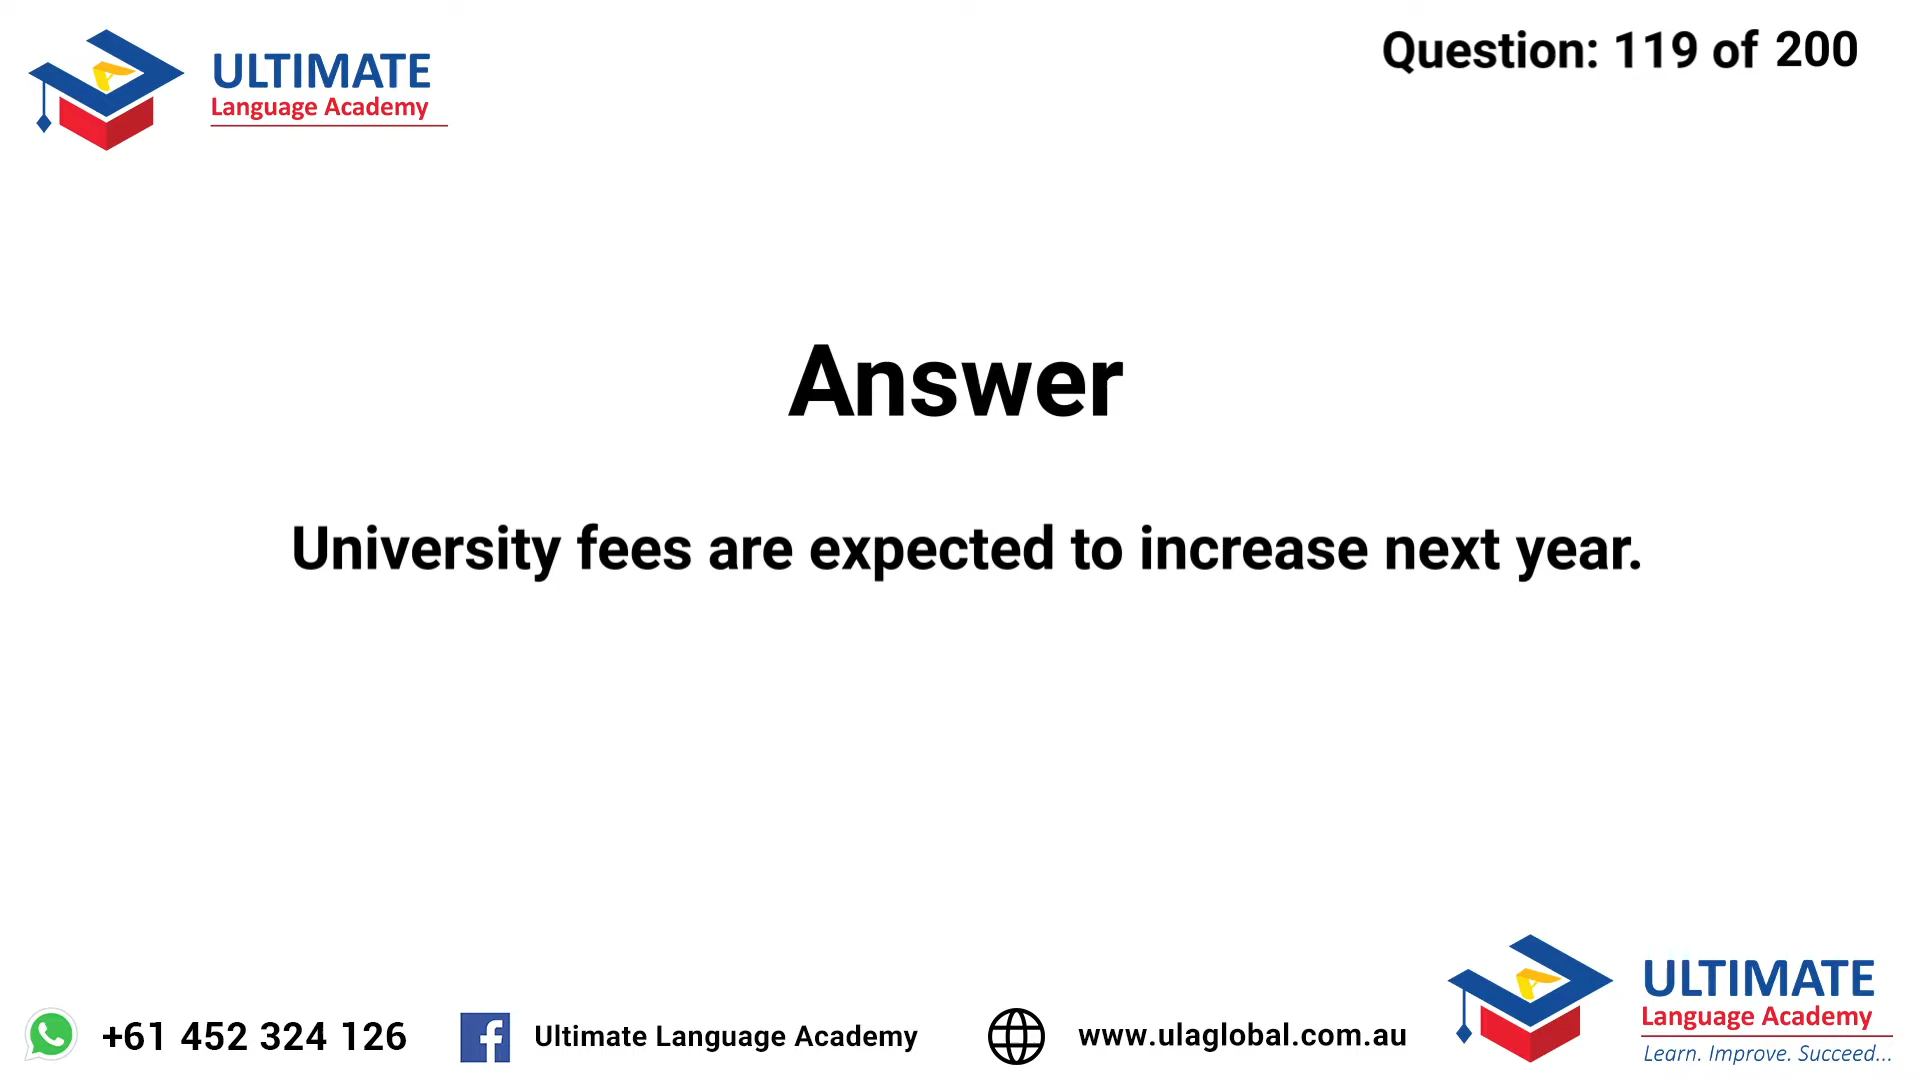 ULTIMATE
Language Academy
Question: 119 of 200
Answer
University fees are expected to increase next year.
+61 452 324 126
Ultimate Language Academy
www.ulaglobal.com.au
ULTIMATE
Language Academy
Learn. Improve. Succeed...